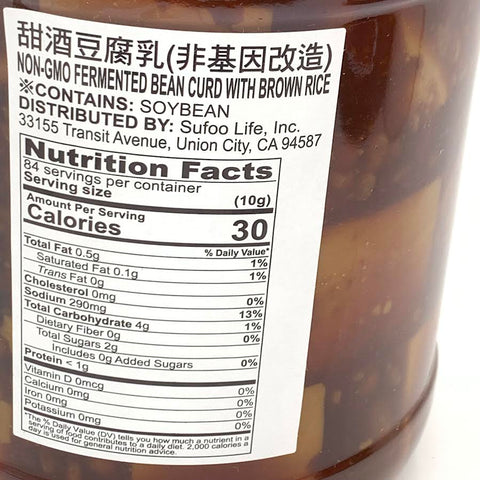 甜酒豆腐乳(非基因改造)
NON-GMO FERMENTED BEAN CURD WITH BROWN RICE
※CONTAINS: SOYBEAN
DISTRIBUTED BY: Sufoo Life, Inc.
33155 Transit Avenue, Union City, CA 94587
Nutrition Facts
84 servings per container
Serving size (10g)
Amount Per Serving
Calories 30
% Daily Value*
Total Fat 0.5g 1%
Saturated Fat 0.1g 1%
Trans Fat 0g
Cholesterol 0mg 0%
Sodium 290mg 13%
Total Carbohydrate 4g 1%
Dietary Fiber 0g 0%
Total Sugars 2g
Includes 0g Added Sugars 0%
Protein < 1g
Vitamin D 0mcg 0%
Calcium 0mg 0%
Iron 0mg 0%
Potassium 0mg 0%
*The % Daily Value (DV) tells you how much a nutrient in a
serving of food contributes to a daily diet. 2,000 calories a
day is used for general nutrition advice.